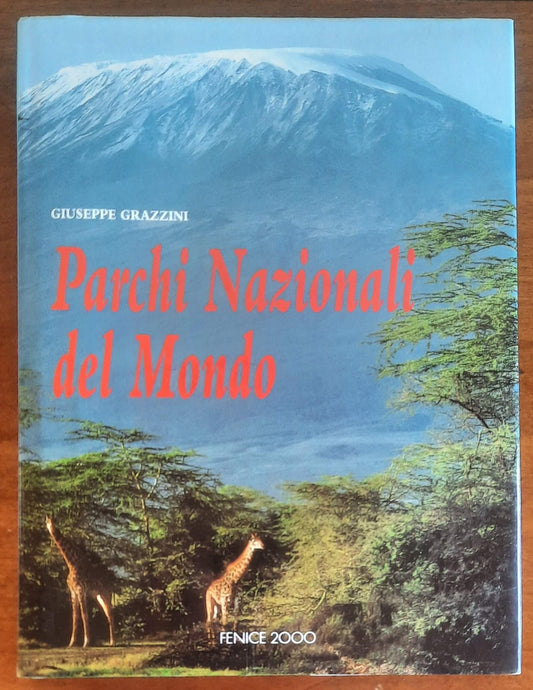 GIUSEPPE GRAZZINI
Parchi Nazionali
del Mondo
FENICE 2000